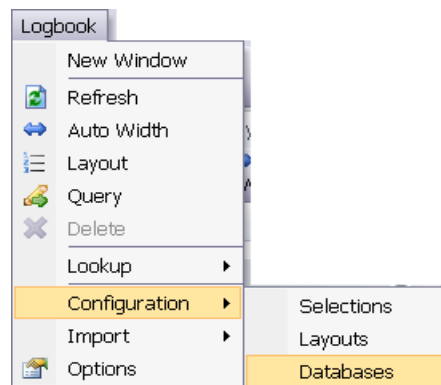 Logbook
New Window
Refresh
Auto Width
Layout
Query
Delete
Lookup
Configuration
Selections
Import
Layouts
Options
Databases